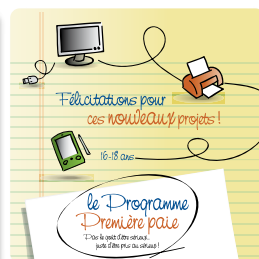 Félicitations pour
ces nouveaux projets !
16-18 ans
le Programme
Première paie
Pas le goût d'être sérieux...
juste d'être pris au sérieux !